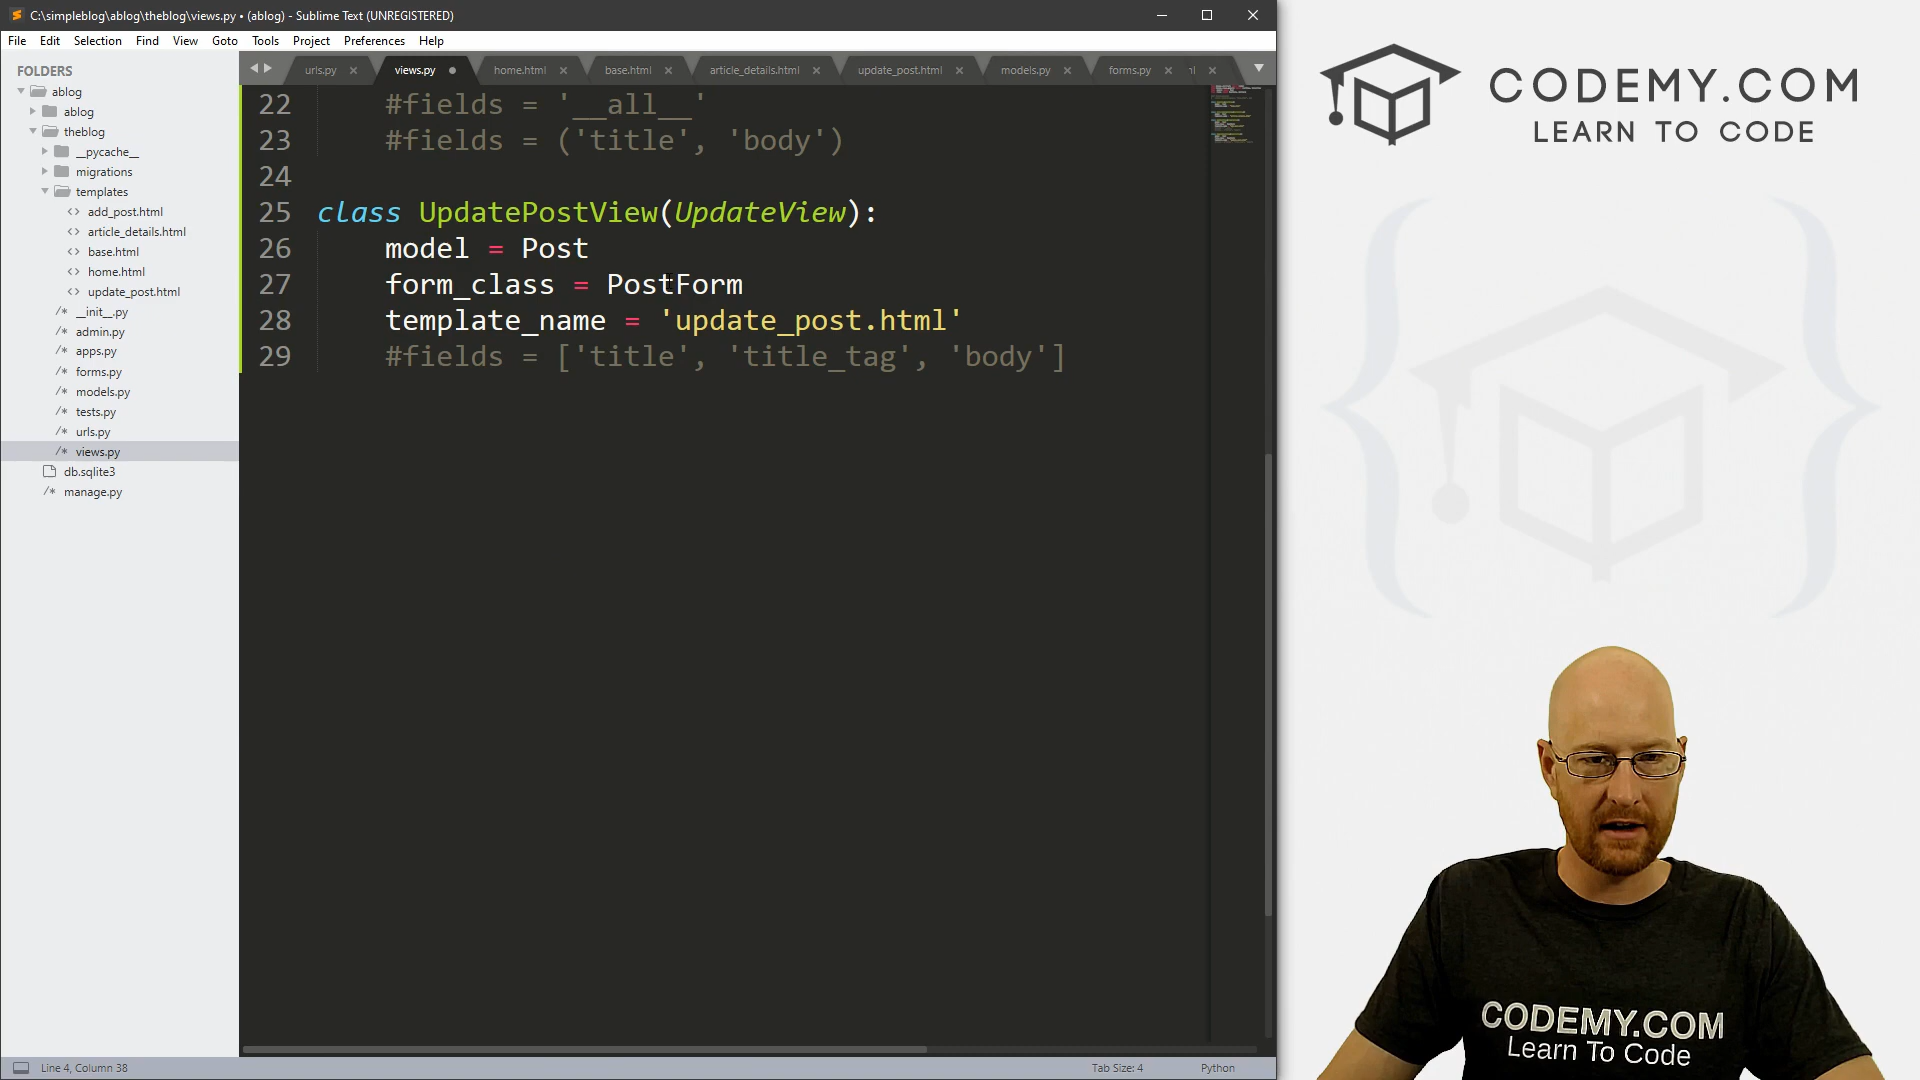 C:\simpleblog\ablog\theblog\views.py • (ablog) - Sublime Text (UNREGISTERED)
File Edit Selection Find View Goto Tools Project Preferences Help
FOLDERS
ablog
ablog
theblog
__pycache__
migrations
templates
add_post.html
article_details.html
base.html
home.html
update_post.html
__init__.py
admin.py
apps.py
forms.py
models.py
tests.py
urls.py
views.py
db.sqlite3
manage.py
urls.py views.py home.html base.html article_details.html update_post.html models.py forms.py
22 #fields = '__all__'
23 #fields = ('title', 'body')
24
25 class UpdatePostView(UpdateView):
26 model = Post
27 form_class = PostForm
28 template_name = 'update_post.html'
29 #fields = ['title', 'title_tag', 'body']
Line 4, Column 38
Tab Size: 4 Python
CODEMY.COM
LEARN TO CODE
CODEMY.COM
Learn To Code